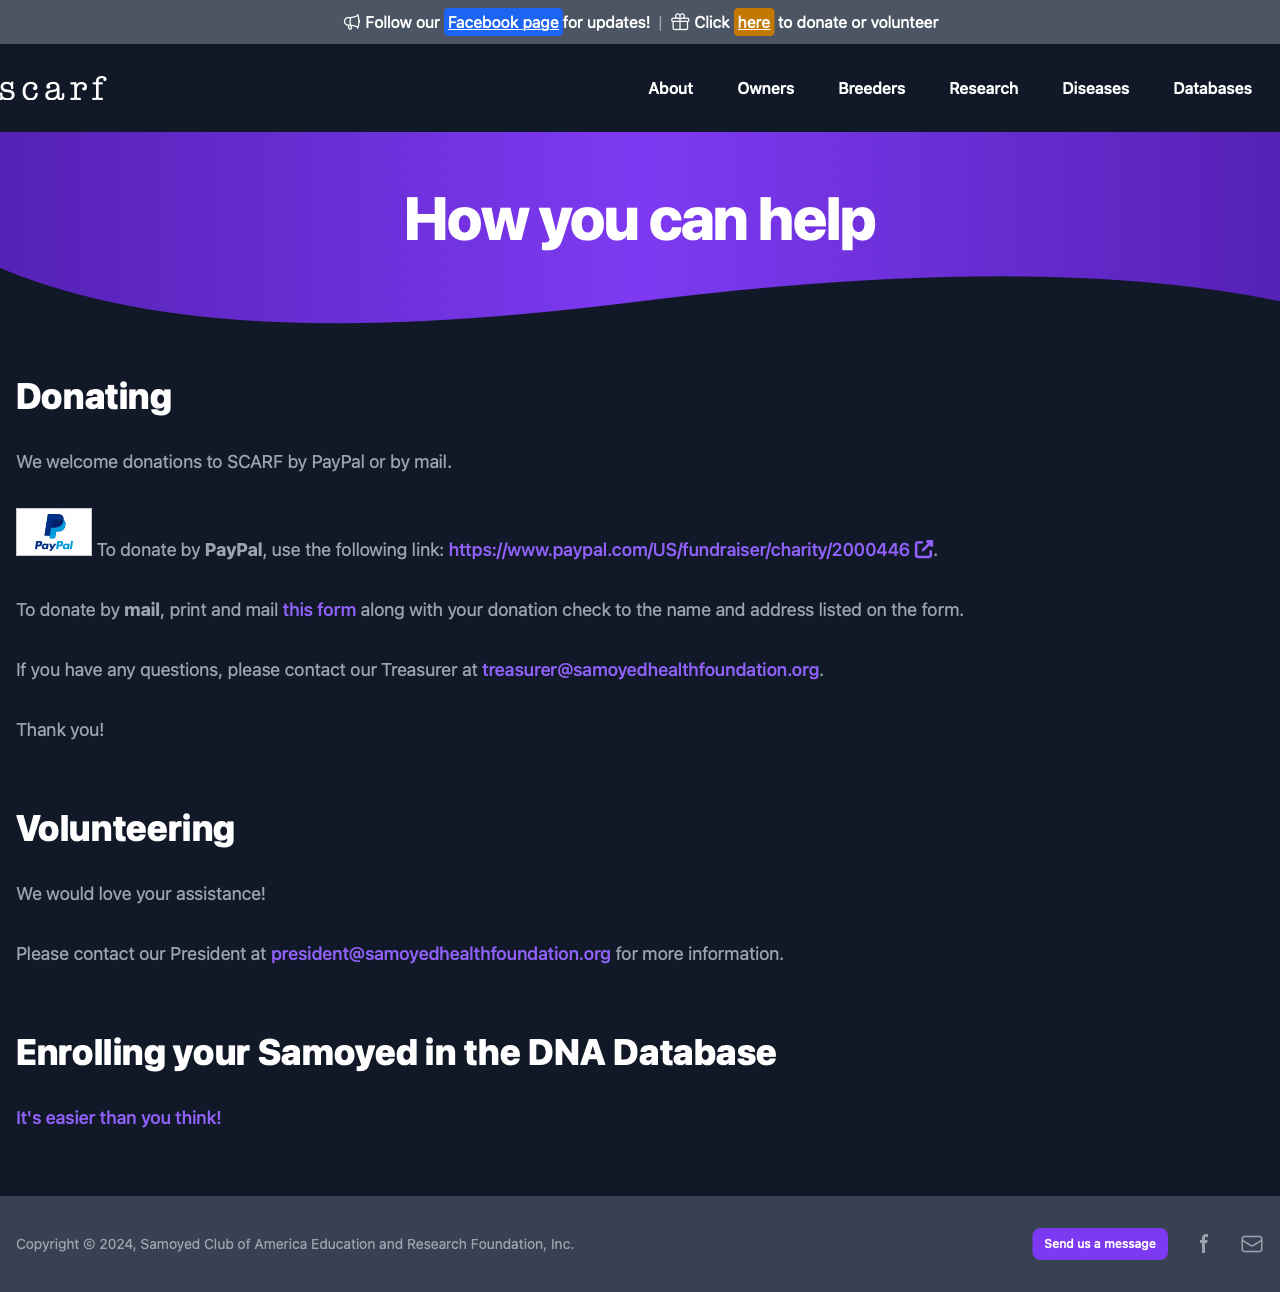 Follow our Facebook page for updates! | Click here to donate or volunteer
scarf
About Owners Breeders Research Diseases Databases
How you can help
Donating
We welcome donations to SCARF by PayPal or by mail.
PayPal To donate by PayPal, use the following link: https://www.paypal.com/US/fundraiser/charity/2000446.
To donate by mail, print and mail this form along with your donation check to the name and address listed on the form.
If you have any questions, please contact our Treasurer at treasurer@samoyedhealthfoundation.org.
Thank you!
Volunteering
We would love your assistance!
Please contact our President at president@samoyedhealthfoundation.org for more information.
Enrolling your Samoyed in the DNA Database
It's easier than you think!
Copyright © 2024, Samoyed Club of America Education and Research Foundation, Inc. Send us a message